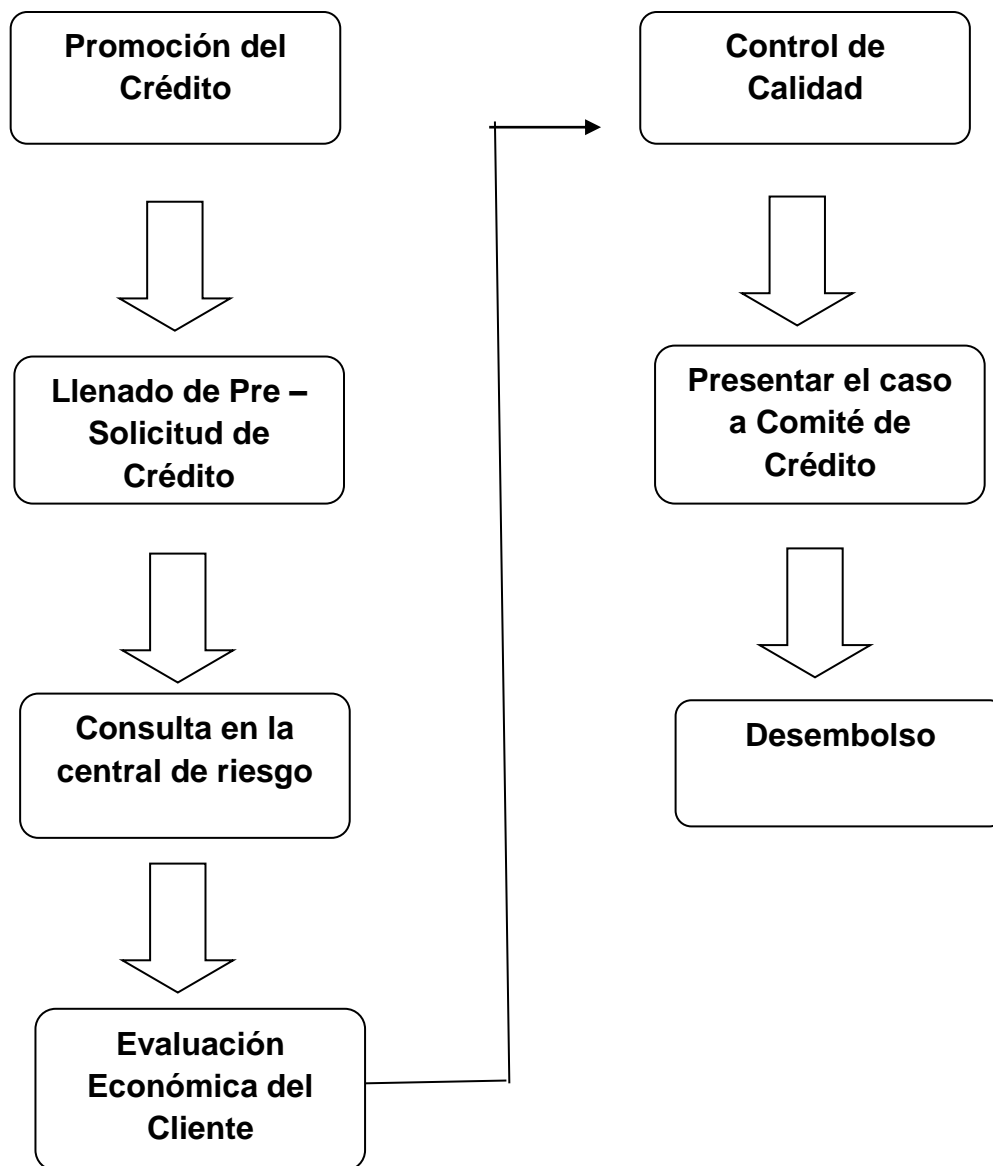 Promoción del
Crédito
Llenado de Pre –
Solicitud de
Crédito
Consulta en la
central de riesgo
Evaluación
Económica del
Cliente
Control de
Calidad
Presentar el caso
a Comité de
Crédito
Desembolso